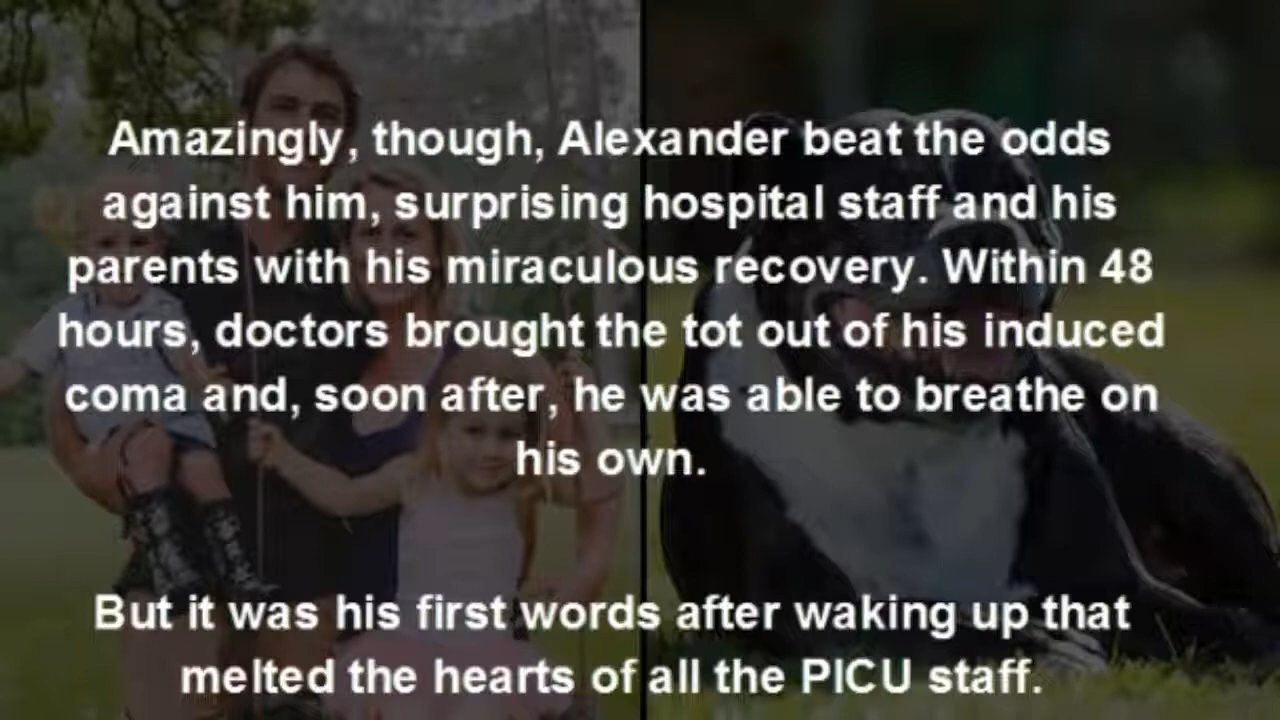 Amazingly, though, Alexander beat the odds
against him, surprising hospital staff and his
parents with his miraculous recovery. Within 48
hours, doctors brought the tot out of his induced
coma and, soon after, he was able to breathe on
his own.
But it was his first words after waking up that
melted the hearts of all the PICU staff.